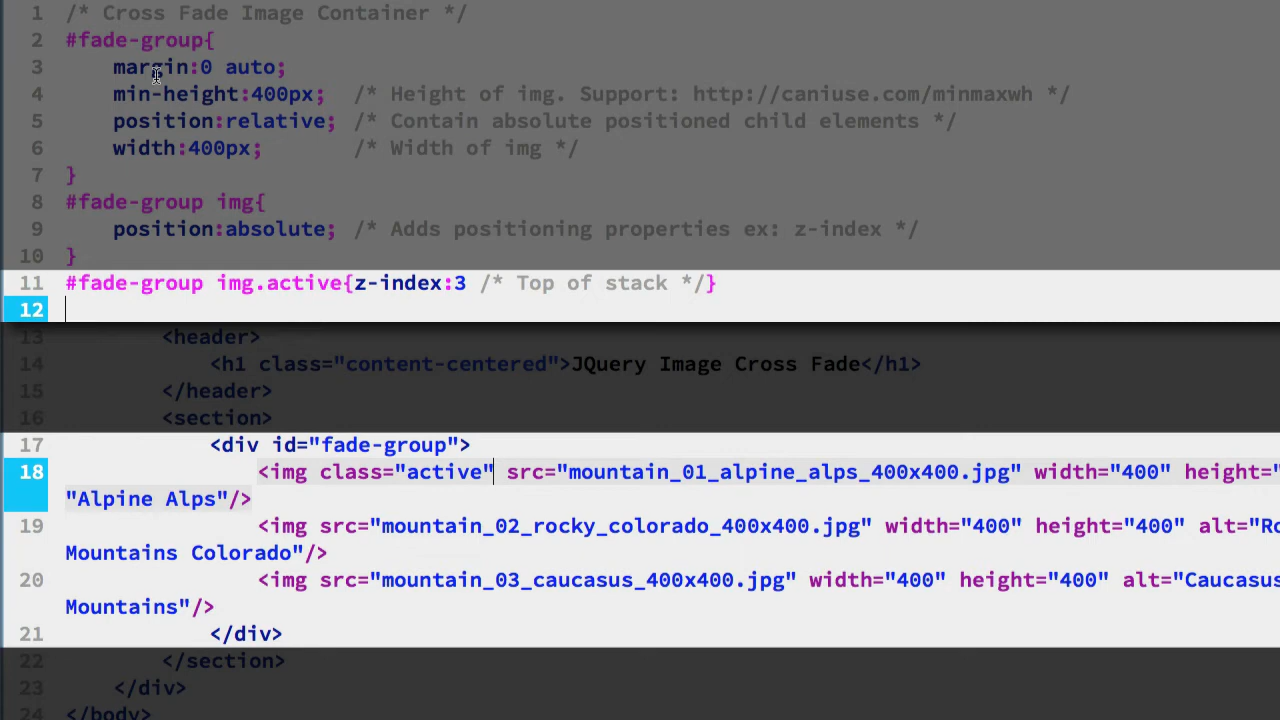 1 /* Cross Fade Image Container */
2 #fade-group{
3 margin:0 auto;
4 min-height:400px; /* Height of img. Support: http://caniuse.com/minmaxwh */
5 position:relative; /* Contain absolute positioned child elements */
6 width:400px; /* Width of img */
7 }
8 #fade-group img{
9 position:absolute; /* Adds positioning properties ex: z-index */
10 }
11 #fade-group img.active{z-index:3 /* Top of stack */}
12
13 <header>
14 <h1 class="content-centered">JQuery Image Cross Fade</h1>
15 </header>
16 <section>
17 <div id="fade-group">
18 <img class="active" src="mountain_01_alpine_alps_400x400.jpg" width="400" height="
"Alpine Alps"/>
19 <img src="mountain_02_rocky_colorado_400x400.jpg" width="400" height="400" alt="Ro
Mountains Colorado"/>
20 <img src="mountain_03_caucasus_400x400.jpg" width="400" height="400" alt="Caucasus
Mountains"/>
21 </div>
22 </section>
23 </div>
24 </body>